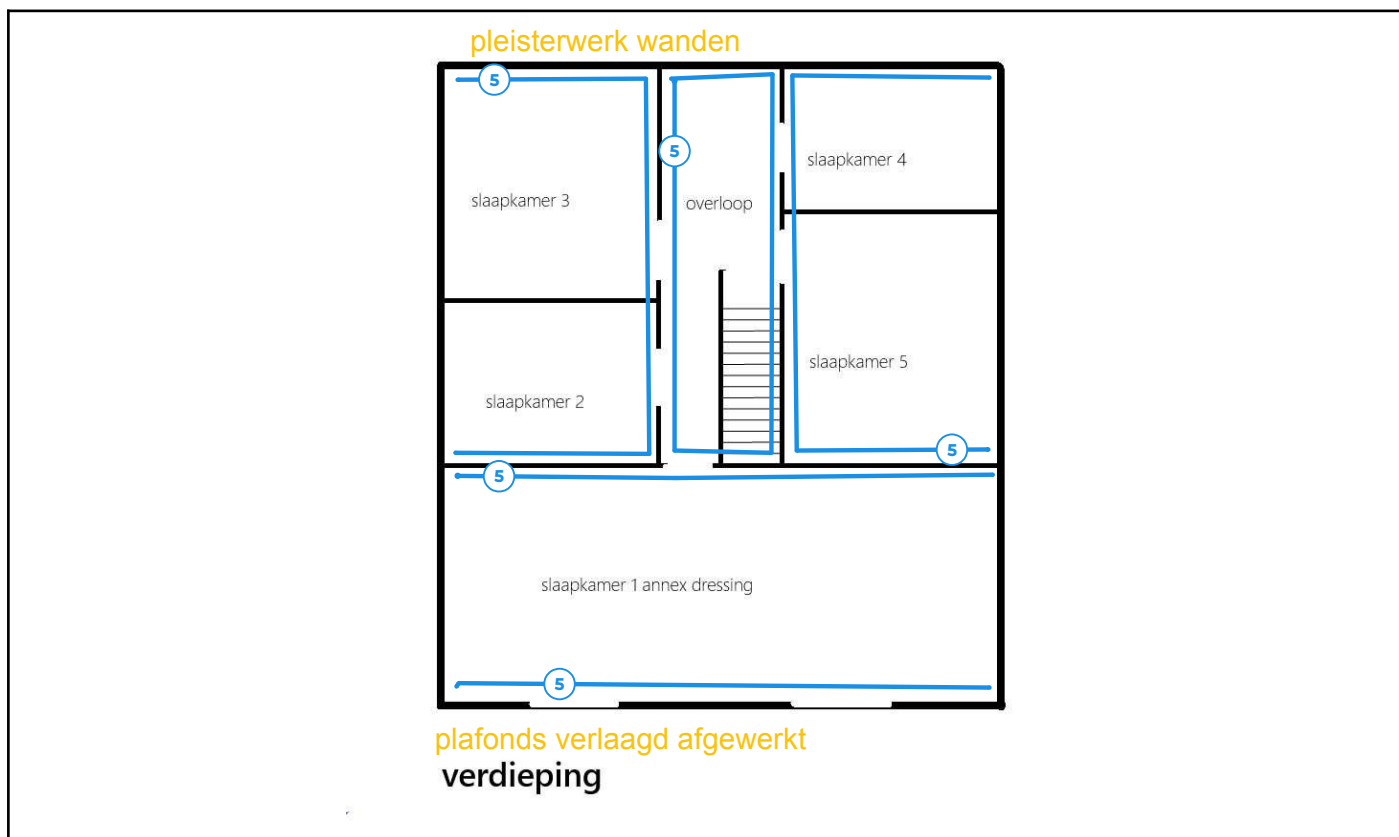 pleisterwerk wanden
5
5
slaapkamer 4
slaapkamer 3
overloop
slaapkamer 5
slaapkamer 2
5
5
slaapkamer 1 annex dressing
5
plafonds verlaagd afgewerkt
verdieping